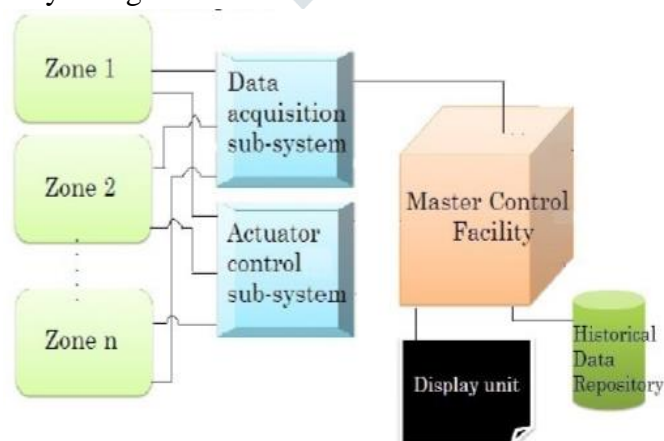 Zone 1
Zone 2
Zone n
Data
acquisition
sub-system
Actuator
control
sub-system
Master Control
Facility
Display unit
Historical
Data
Repository